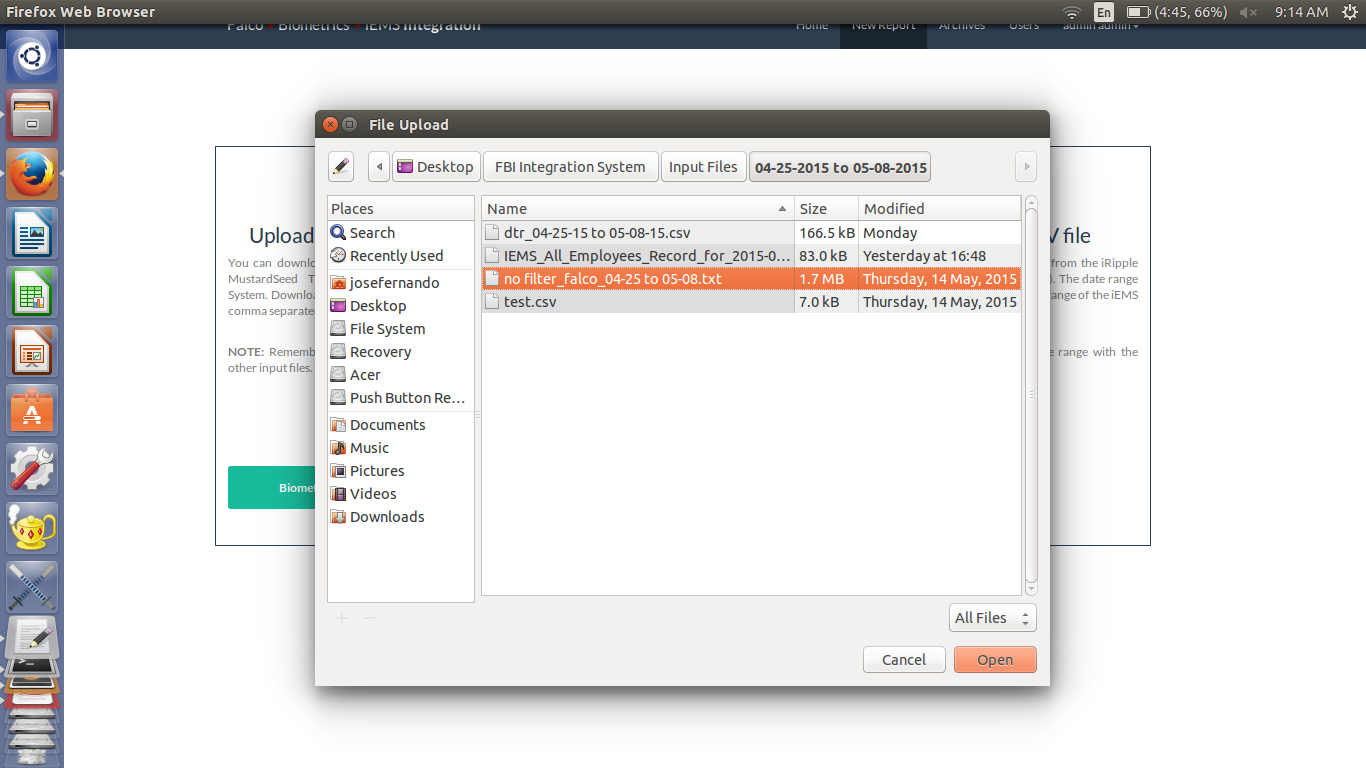 Firefox Web Browser
En
(4:45, 66%)
9:14 AM
Falco + Biometrics + iEMS Integration
Home
New Report
Archives
Users
admin admin
File Upload
Desktop
FBI Integration System
Input Files
04-25-2015 to 05-08-2015
Places
Search
Recently Used
josefernando
Desktop
File System
Recovery
Acer
Push Button Re...
Documents
Music
Pictures
Videos
Downloads
Name
Size
Modified
dtr_04-25-15 to 05-08-15.csv
166.5 kB
Monday
IEMS_All_Employees_Record_for_2015-0...
83.0 kB
Yesterday at 16:48
no filter_falco_04-25 to 05-08.txt
1.7 MB
Thursday, 14 May, 2015
test.csv
7.0 kB
Thursday, 14 May, 2015
All Files
Cancel
Open
Upload
You can downlo
MustardSeed T
System. Downloa
comma separate
NOTE: Rememb
other input files.
Biomet
V file
from the iRipple
). The date range
range of the iEMS
e range with the